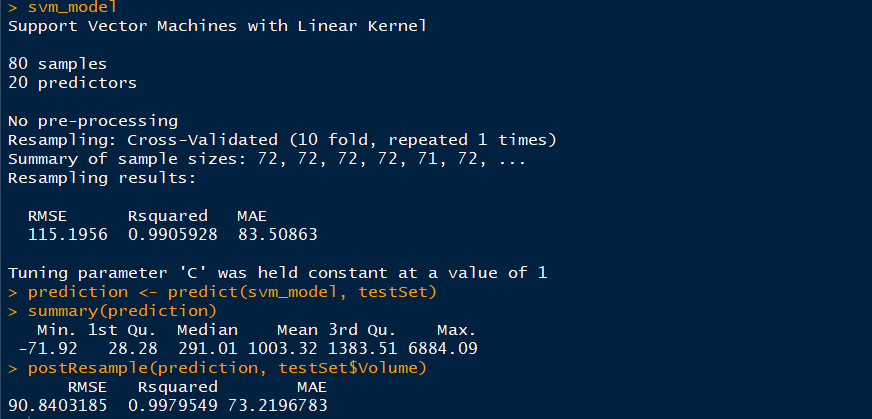 > svm_model
Support Vector Machines with Linear Kernel
80 samples
20 predictors
No pre-processing
Resampling: Cross-Validated (10 fold, repeated 1 times)
Summary of sample sizes: 72, 72, 72, 72, 71, 72, ...
Resampling results:
RMSE Rsquared MAE
115.1956 0.9905928 83.50863
Tuning parameter 'C' was held constant at a value of 1
> prediction <- predict(svm_model, testSet)
> summary(prediction)
Min. 1st Qu. Median Mean 3rd Qu. Max.
-71.92 28.28 291.01 1003.32 1383.51 6884.09
> postResample(prediction, testSet$Volume)
RMSE Rsquared MAE
90.8403185 0.9979549 73.2196783